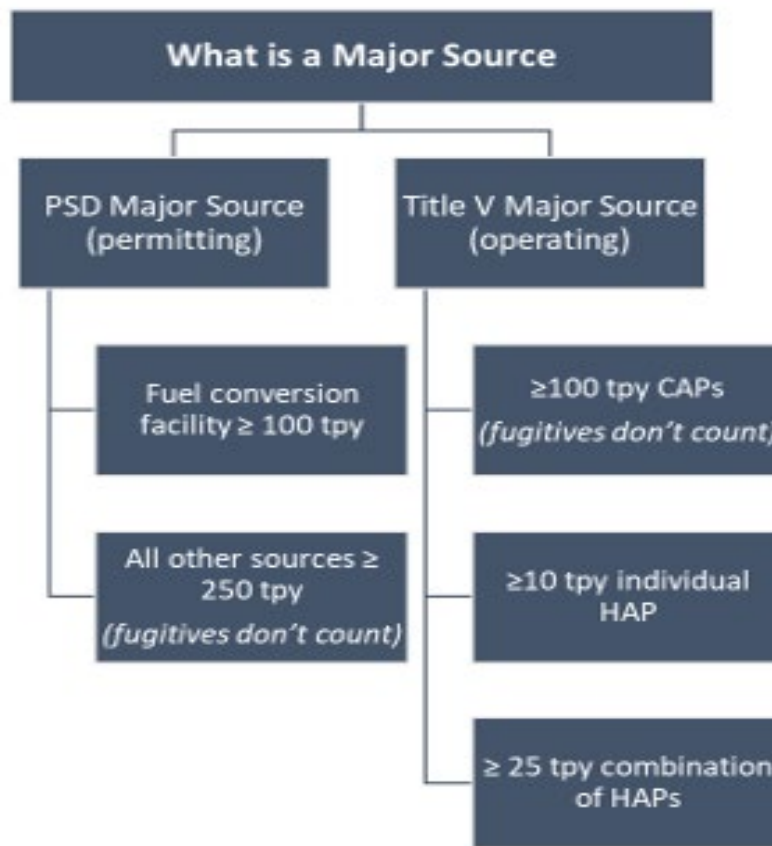 What is a Major Source
PSD Major Source
(permitting)
Fuel conversion
facility ≥ 100 tpy
All other sources ≥
250 tpy
(fugitives don't count)
Title V Major Source
(operating)
≥100 tpy CAPs
(fugitives don't count)
≥10 tpy individual
HAP
≥ 25 tpy combination
of HAPs